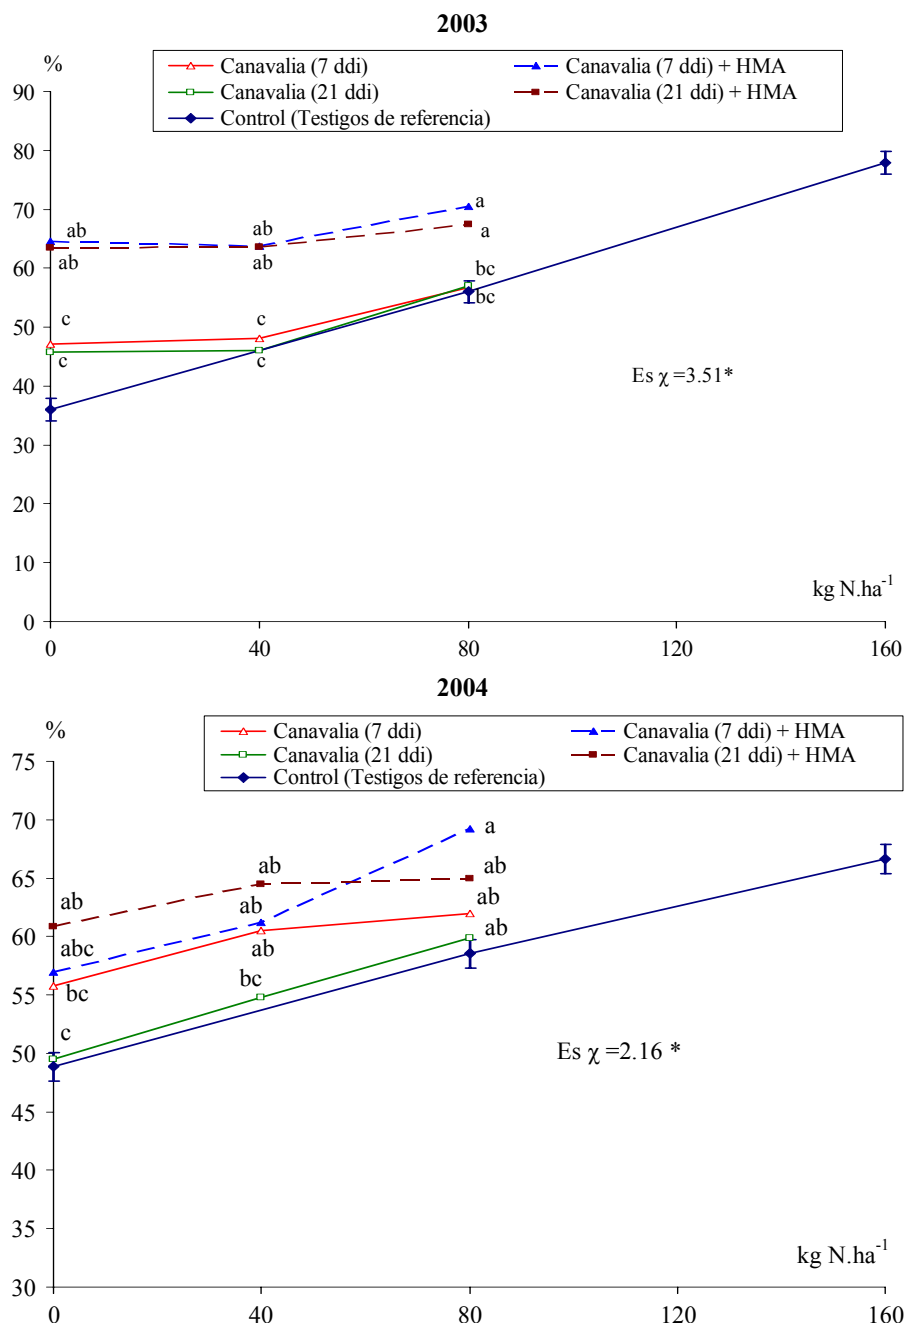 2003
%
Canavalia (7 ddi)
Canavalia (7 ddi) + HMA
Canavalia (21 ddi)
Canavalia (21 ddi) + HMA
Control (Testigos de referencia)
90
80
70
60
50
40
30
20
10
0
ab
ab
a
ab
ab
a
bc
bc
c
c
c
c
Es χ =3.51*
kg N.ha-1
0
40
80
120
160
2004
%
Canavalia (7 ddi)
Canavalia (7 ddi) + HMA
Canavalia (21 ddi)
Canavalia (21 ddi) + HMA
Control (Testigos de referencia)
75
70
65
60
55
50
45
40
35
30
a
ab
ab
ab
ab
ab
abc
ab
ab
bc
bc
c
Es χ =2.16 *
kg N.ha-1
0
40
80
120
160